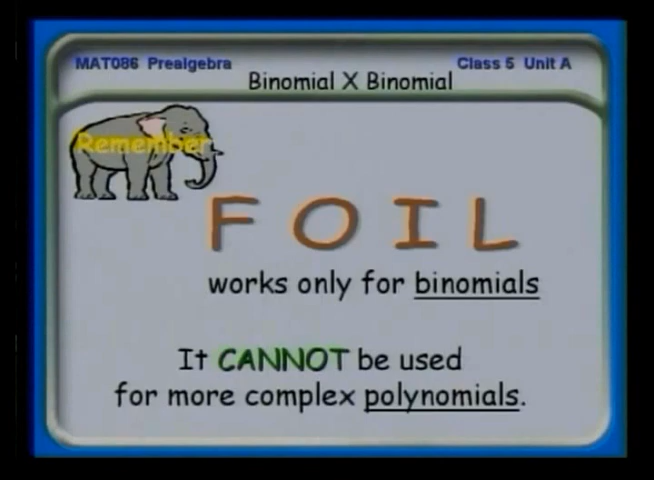 MAT086 Prealgebra
Class 5 Unit A
Binomial X Binomial
Remember
F O I L
works only for binomials
It CANNOT be used
for more complex polynomials.